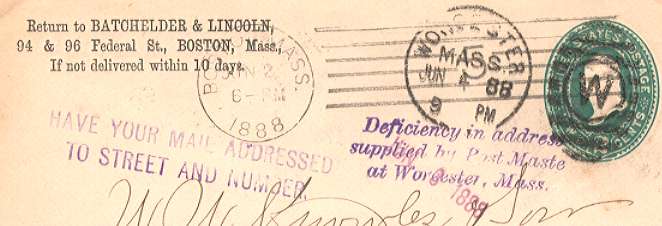 Return to BATCHELDER & LINCOLN,
94 & 96 Federal St., BOSTON, Mass.,
If not delivered within 10 days.
MASS.
6-PM
1888
WORCESTER
MASS.
JUN 4 88
9 PM
W
HAVE YOUR MAIL ADDRESSED
TO STREET AND NUMBER.
Deficiency in address
supplied by Post Maste
at Worcester, Mass.
1888
W. W.